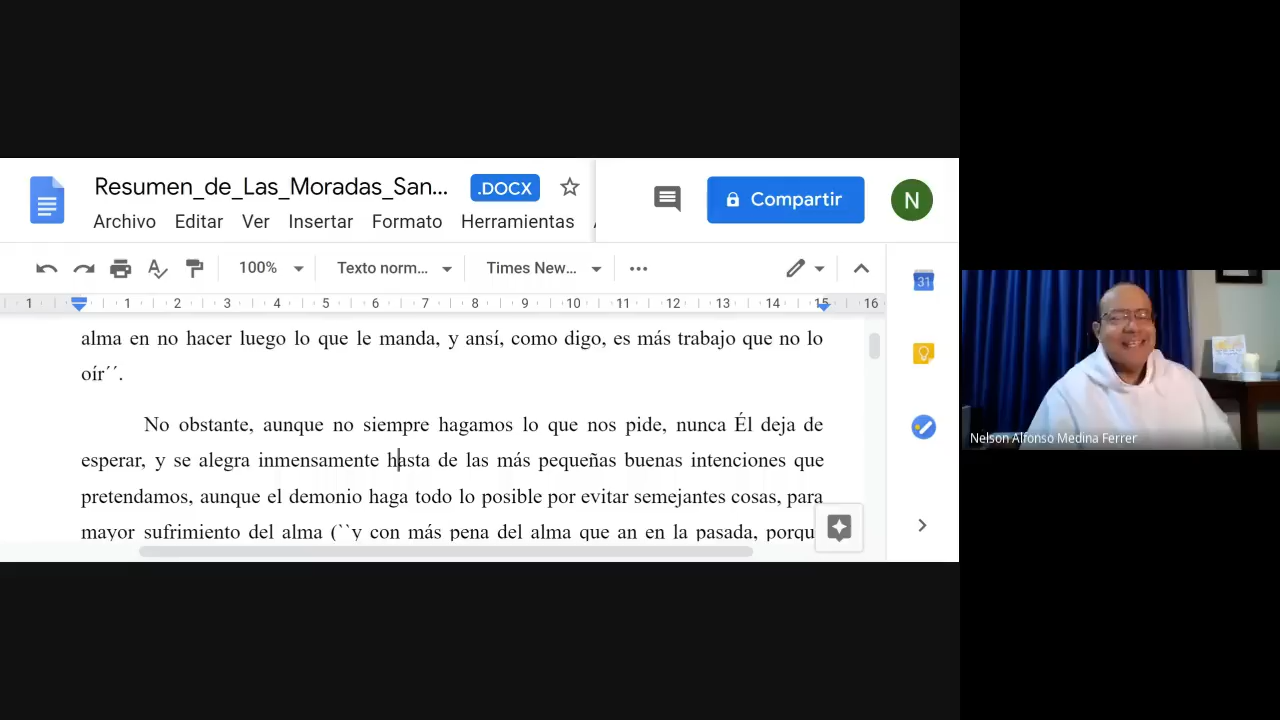 Resumen_de_Las_Moradas_San...
.DOCX
Compartir
N
Archivo Editar Ver Insertar Formato Herramientas
100% Texto norm... Times New...
1 1 2 3 4 5 6 7 8 9 10 11 12 13 14 15 16
31
alma en no hacer luego lo que le manda, y ansí, como digo, es más trabajo que no lo
oír´´.
No obstante, aunque no siempre hagamos lo que nos pide, nunca Él deja de
esperar, y se alegra inmensamente hasta de las más pequeñas buenas intenciones que
pretendamos, aunque el demonio haga todo lo posible por evitar semejantes cosas, para
mayor sufrimiento del alma (``y con más pena del alma que an en la pasada, porqu
Nelson Alfonso Medina Ferrer